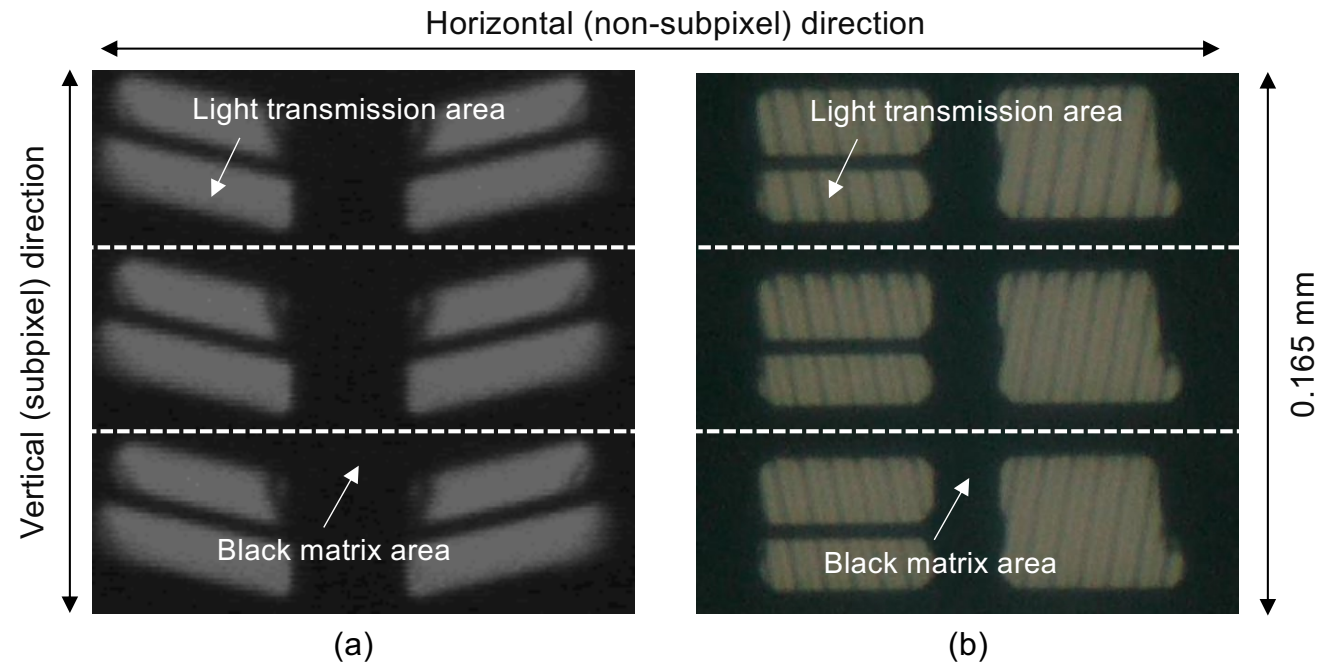 Horizontal (non-subpixel) direction
Vertical (subpixel) direction
Light transmission area
Black matrix area
(a)
Light transmission area
Black matrix area
(b)
0.165 mm